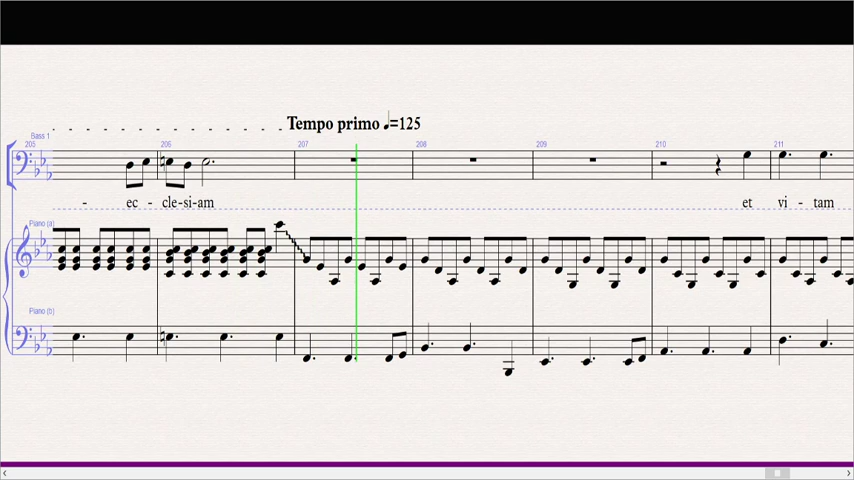 Tempo primo ♩=125
Bass 1
205 206 207 208 209 210 211
- ec - cle-si-am et vi - tam
Piano (a)
Piano (b)